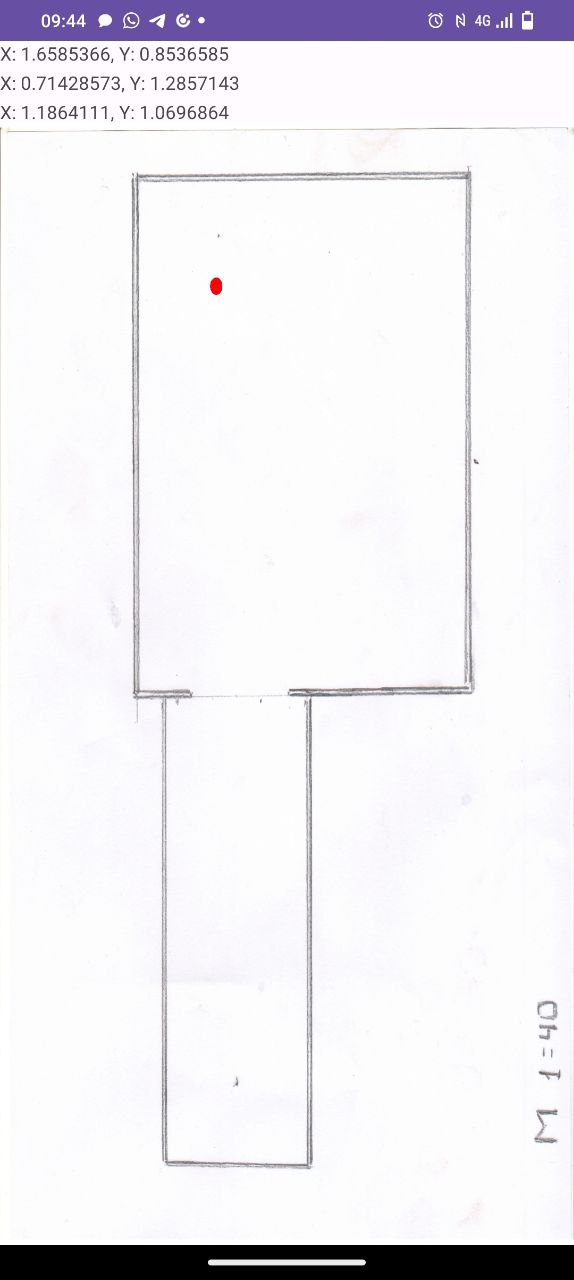 09:44
4G
X: 1.6585366, Y: 0.8536585
X: 0.71428573, Y: 1.2857143
X: 1.1864111, Y: 1.0696864
M 1=40